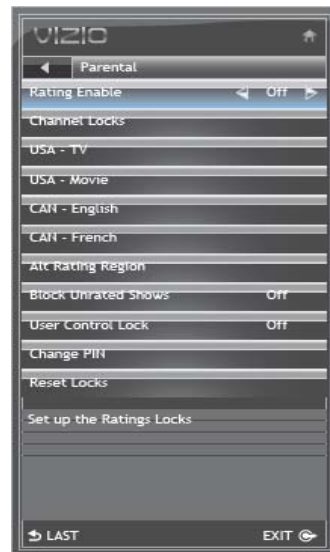 VIZIO
Parental
Rating Enable Off
Channel Locks
USA - TV
USA - Movie
CAN - English
CAN - French
Alt Rating Region
Block Unrated Shows Off
User Control Lock Off
Change PIN
Reset Locks
Set up the Ratings Locks
LAST EXIT